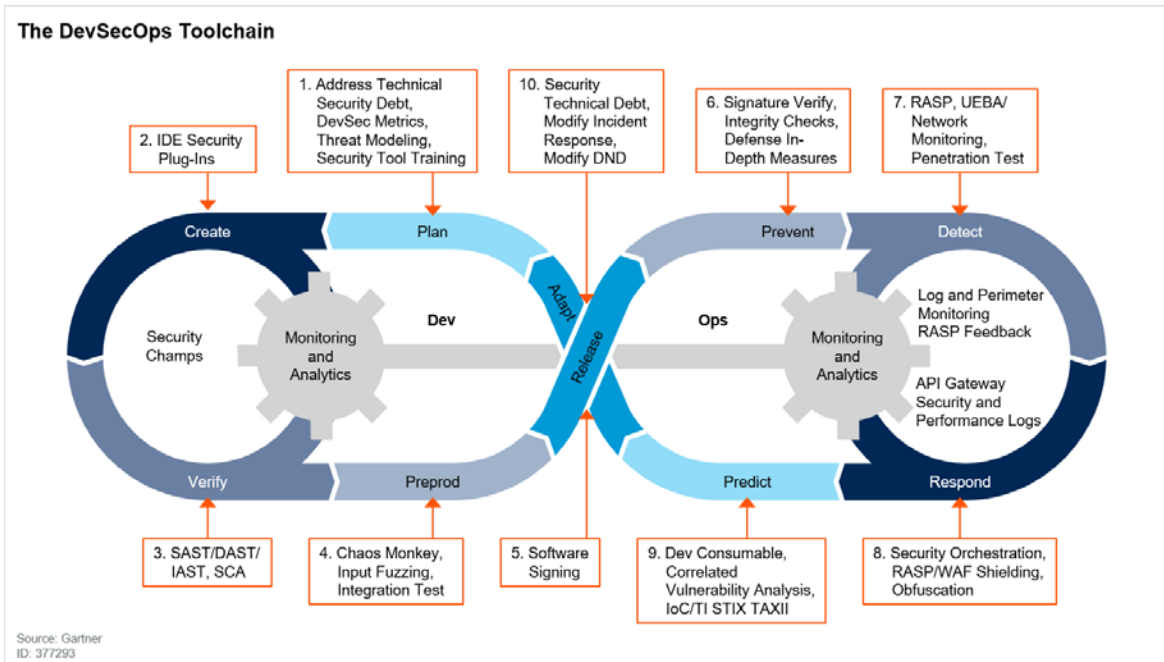 The DevSecOps Toolchain
1. Address Technical
Security Debt,
DevSec Metrics,
Threat Modeling,
Security Tool Training
10. Security
Technical Debt,
Modify Incident
Response,
Modify DND
6. Signature Verify,
Integrity Checks,
Defense In-
Depth Measures
7. RASP, UEBA/
Network
Monitoring,
Penetration Test
2. IDE Security
Plug-Ins
Create
Plan
Prevent
Detect
Adapt
Release
Dev
Ops
Security
Champs
Monitoring
and
Analytics
Monitoring
and
Analytics
Log and Perimeter
Monitoring
RASP Feedback
API Gateway
Security and
Performance Logs
Verify
Preprod
Predict
Respond
3. SAST/DAST/
IAST, SCA
4. Chaos Monkey,
Input Fuzzing,
Integration Test
5. Software
Signing
9. Dev Consumable,
Correlated
Vulnerability Analysis,
IoC/TI STIX TAXII
8. Security Orchestration,
RASP/WAF Shielding,
Obfuscation
Source: Gartner
ID: 377293